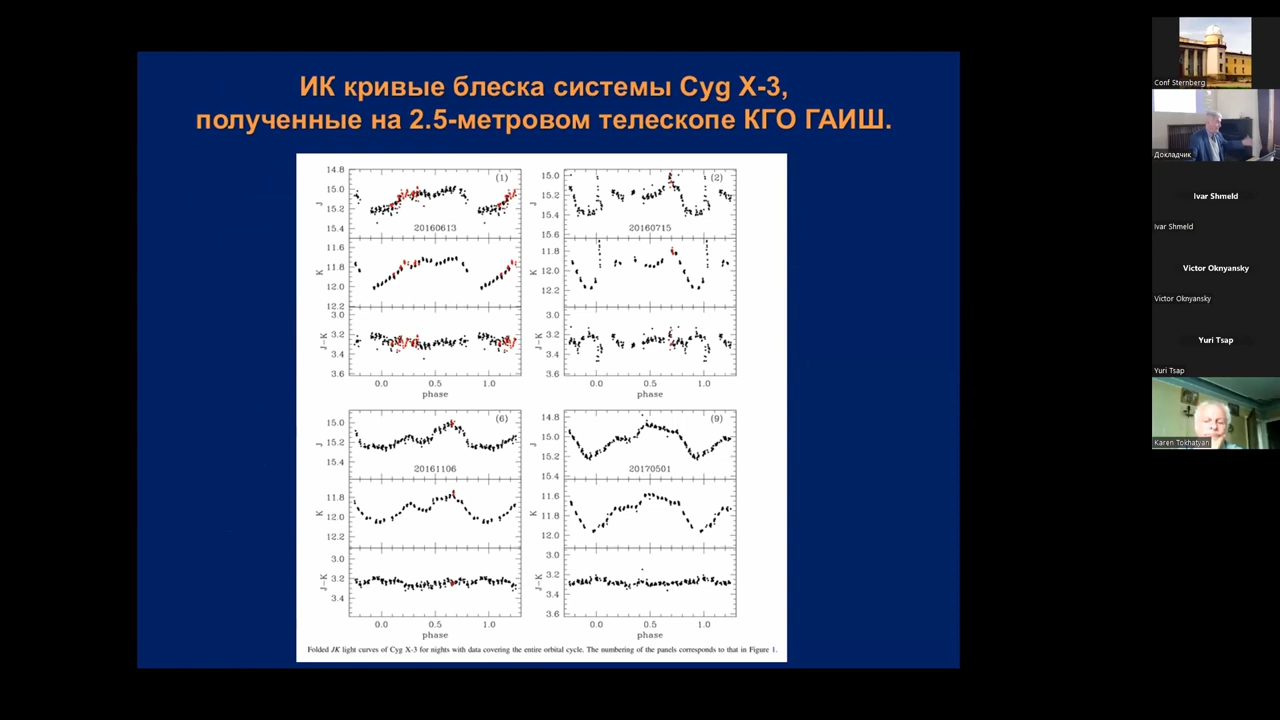 ИК кривые блеска системы Cyg X-3,
полученные на 2.5-метровом телескопе КГО ГАИШ.
14.8
15.0
15.2
15.4
J
(1)
20160613
11.6
11.8
12.0
12.2
K
3.0
3.2
3.4
3.6
J-K
0.0 0.5 1.0
phase
15.0
15.2
15.4
15.6
J
(2)
20160715
11.8
12.0
12.2
K
3.0
3.2
3.4
3.6
J-K
0.0 0.5 1.0
phase
15.0
15.2
15.4
J
(6)
20161106
11.8
12.0
12.2
K
3.0
3.2
3.4
J-K
0.0 0.5 1.0
phase
14.8
15.0
15.2
15.4
J
(9)
20170501
11.6
11.8
12.0
K
3.0
3.2
3.4
3.6
J-K
0.0 0.5 1.0
phase
Folded JK light curves of Cyg X-3 for nights with data covering the entire orbital cycle. The numbering of the panels corresponds to that in Figure 1.
Conf Sternberg
Докладчик
Ivar Shmeld
Ivar Shmeld
Victor Oknyansky
Victor Oknyansky
Yuri Tsap
Yuri Tsap
Karen Tokhatyan